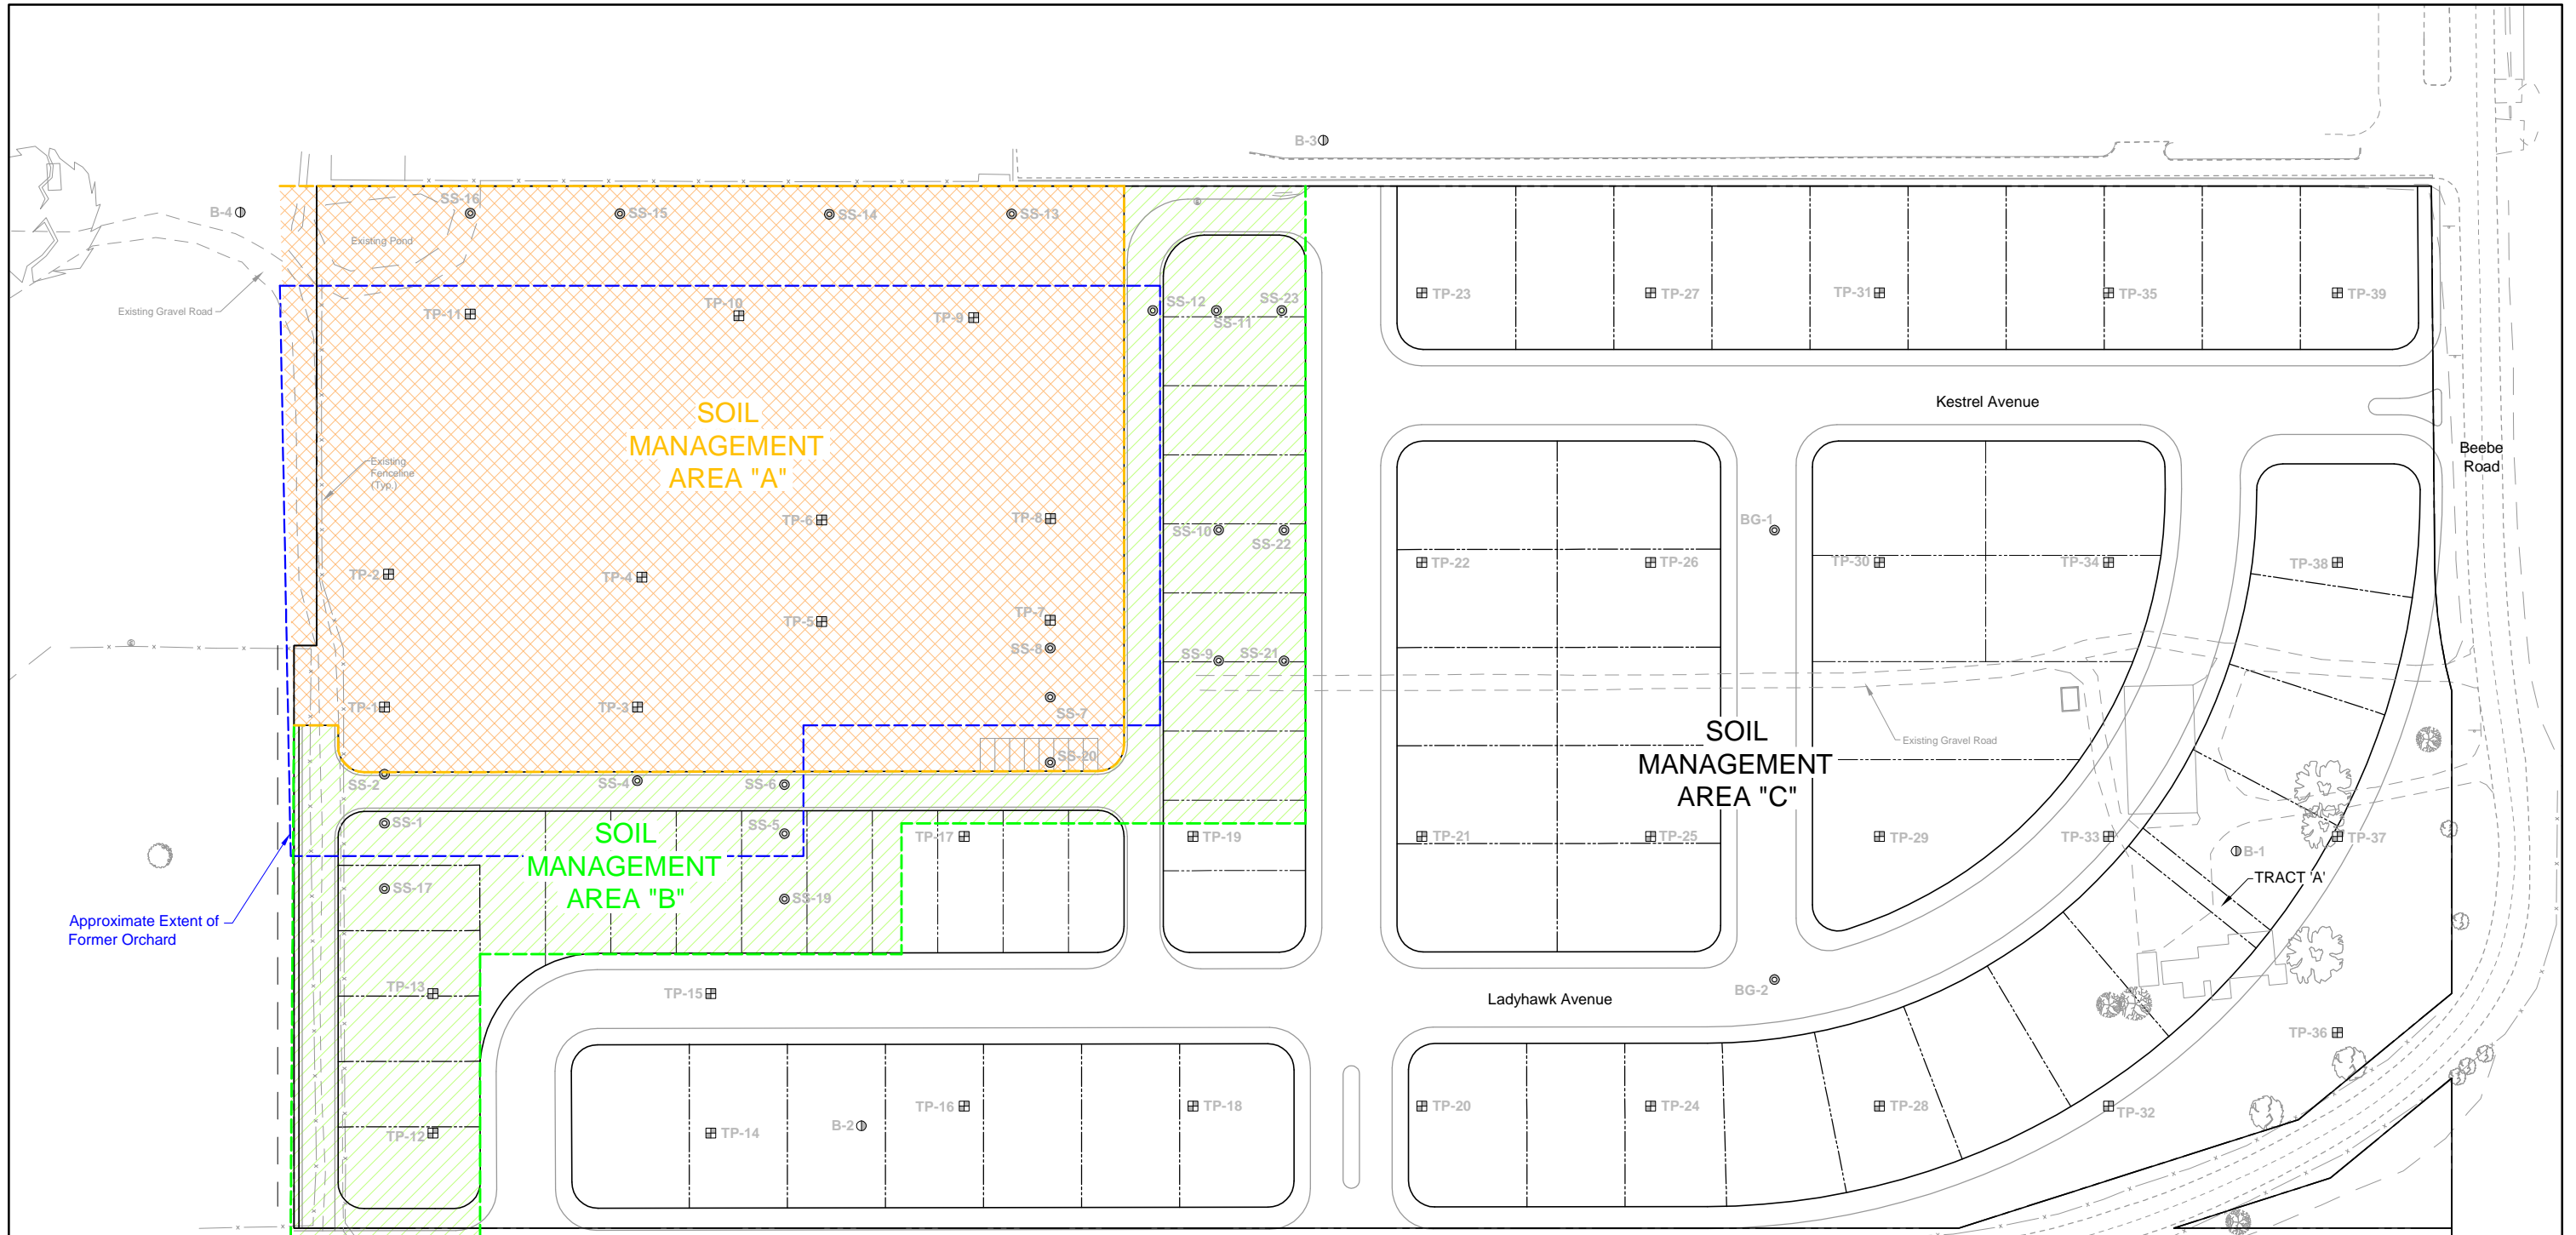 B-3
B-4
SS-16
SS-15
SS-14
SS-13
Existing Pond
Existing Gravel Road
TP-11
TP-10
TP-9
SS-12
SS-23
SS-11
TP-23
TP-27
TP-31
TP-35
TP-39
Kestrel Avenue
Beebe
Road
SOIL
MANAGEMENT
AREA "A"
Existing
Fenceline
(Typ.)
TP-6
TP-8
SS-10
SS-22
BG-1
TP-2
TP-4
TP-22
TP-26
TP-30
TP-34
TP-38
TP-5
TP-7
SS-8
SS-9
SS-21
TP-1
TP-3
SS-7
SOIL
MANAGEMENT
AREA "C"
Existing Gravel Road
SS-20
SS-2
SS-4
SS-6
SS-1
SS-5
SOIL
MANAGEMENT
AREA "B"
TP-17
TP-19
TP-21
TP-25
TP-29
TP-33
TP-37
B-1
TRACT 'A'
SS-17
SS-19
Approximate Extent of
Former Orchard
TP-13
TP-15
BG-2
Ladyhawk Avenue
TP-36
TP-12
TP-14
B-2
TP-16
TP-18
TP-20
TP-24
TP-28
TP-32